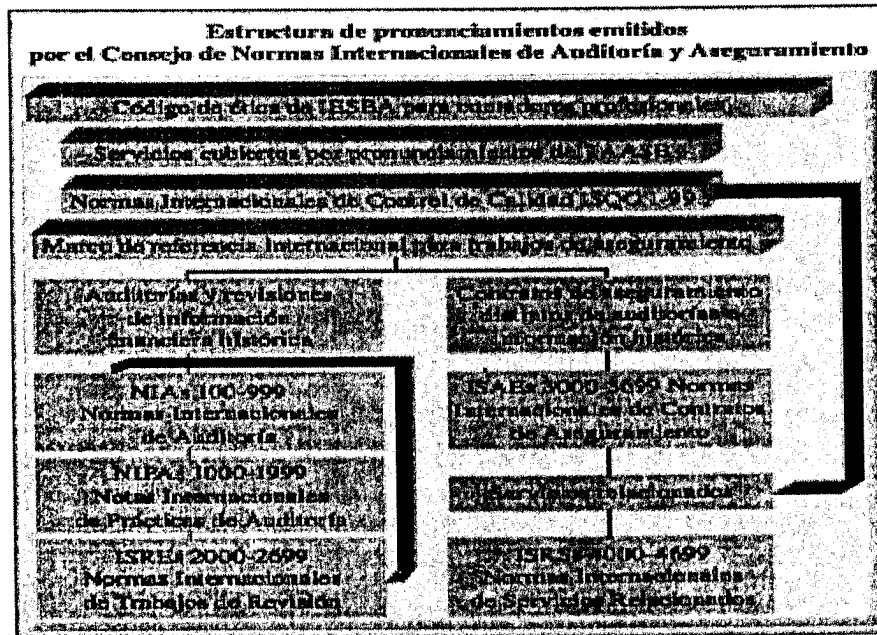 Estructura de pronunciamientos emitidos
por el Consejo de Normas Internacionales de Auditoría y Aseguramiento
Código de ética de IESBA para contadores profesionales
Servicios cubiertos por pronunciamientos del IAASB
Normas Internacionales de Control de Calidad ISQC 1-99
Marco de referencia Internacional para trabajos de aseguramiento
Auditorías y revisiones
de información
financiera histórica
NIAs 100-999
Normas Internacionales
de Auditoría
NIPAs 1000-1999
Notas Internacionales
de Prácticas de Auditoría
ISREs 2000-2699
Normas Internacionales
de Trabajos de Revisión
Contratos de aseguramiento
distintos de auditorías
información histórica
ISAEs 3000-3699 Normas
Internacionales de Contratos
de Aseguramiento
Servicios relacionados
ISRSs 4000-4699
Normas Internacionales
de Servicios Relacionados